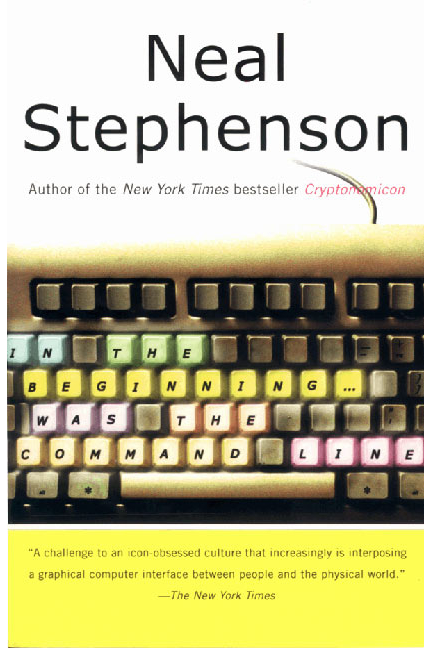 Neal
Stephenson
Author of the New York Times bestseller Cryptonomicon
IN THE
BEGINNING...
WAS THE
COMMAND LINE
"A challenge to an icon-obsessed culture that increasingly is interposing
a graphical computer interface between people and the physical world."
—The New York Times